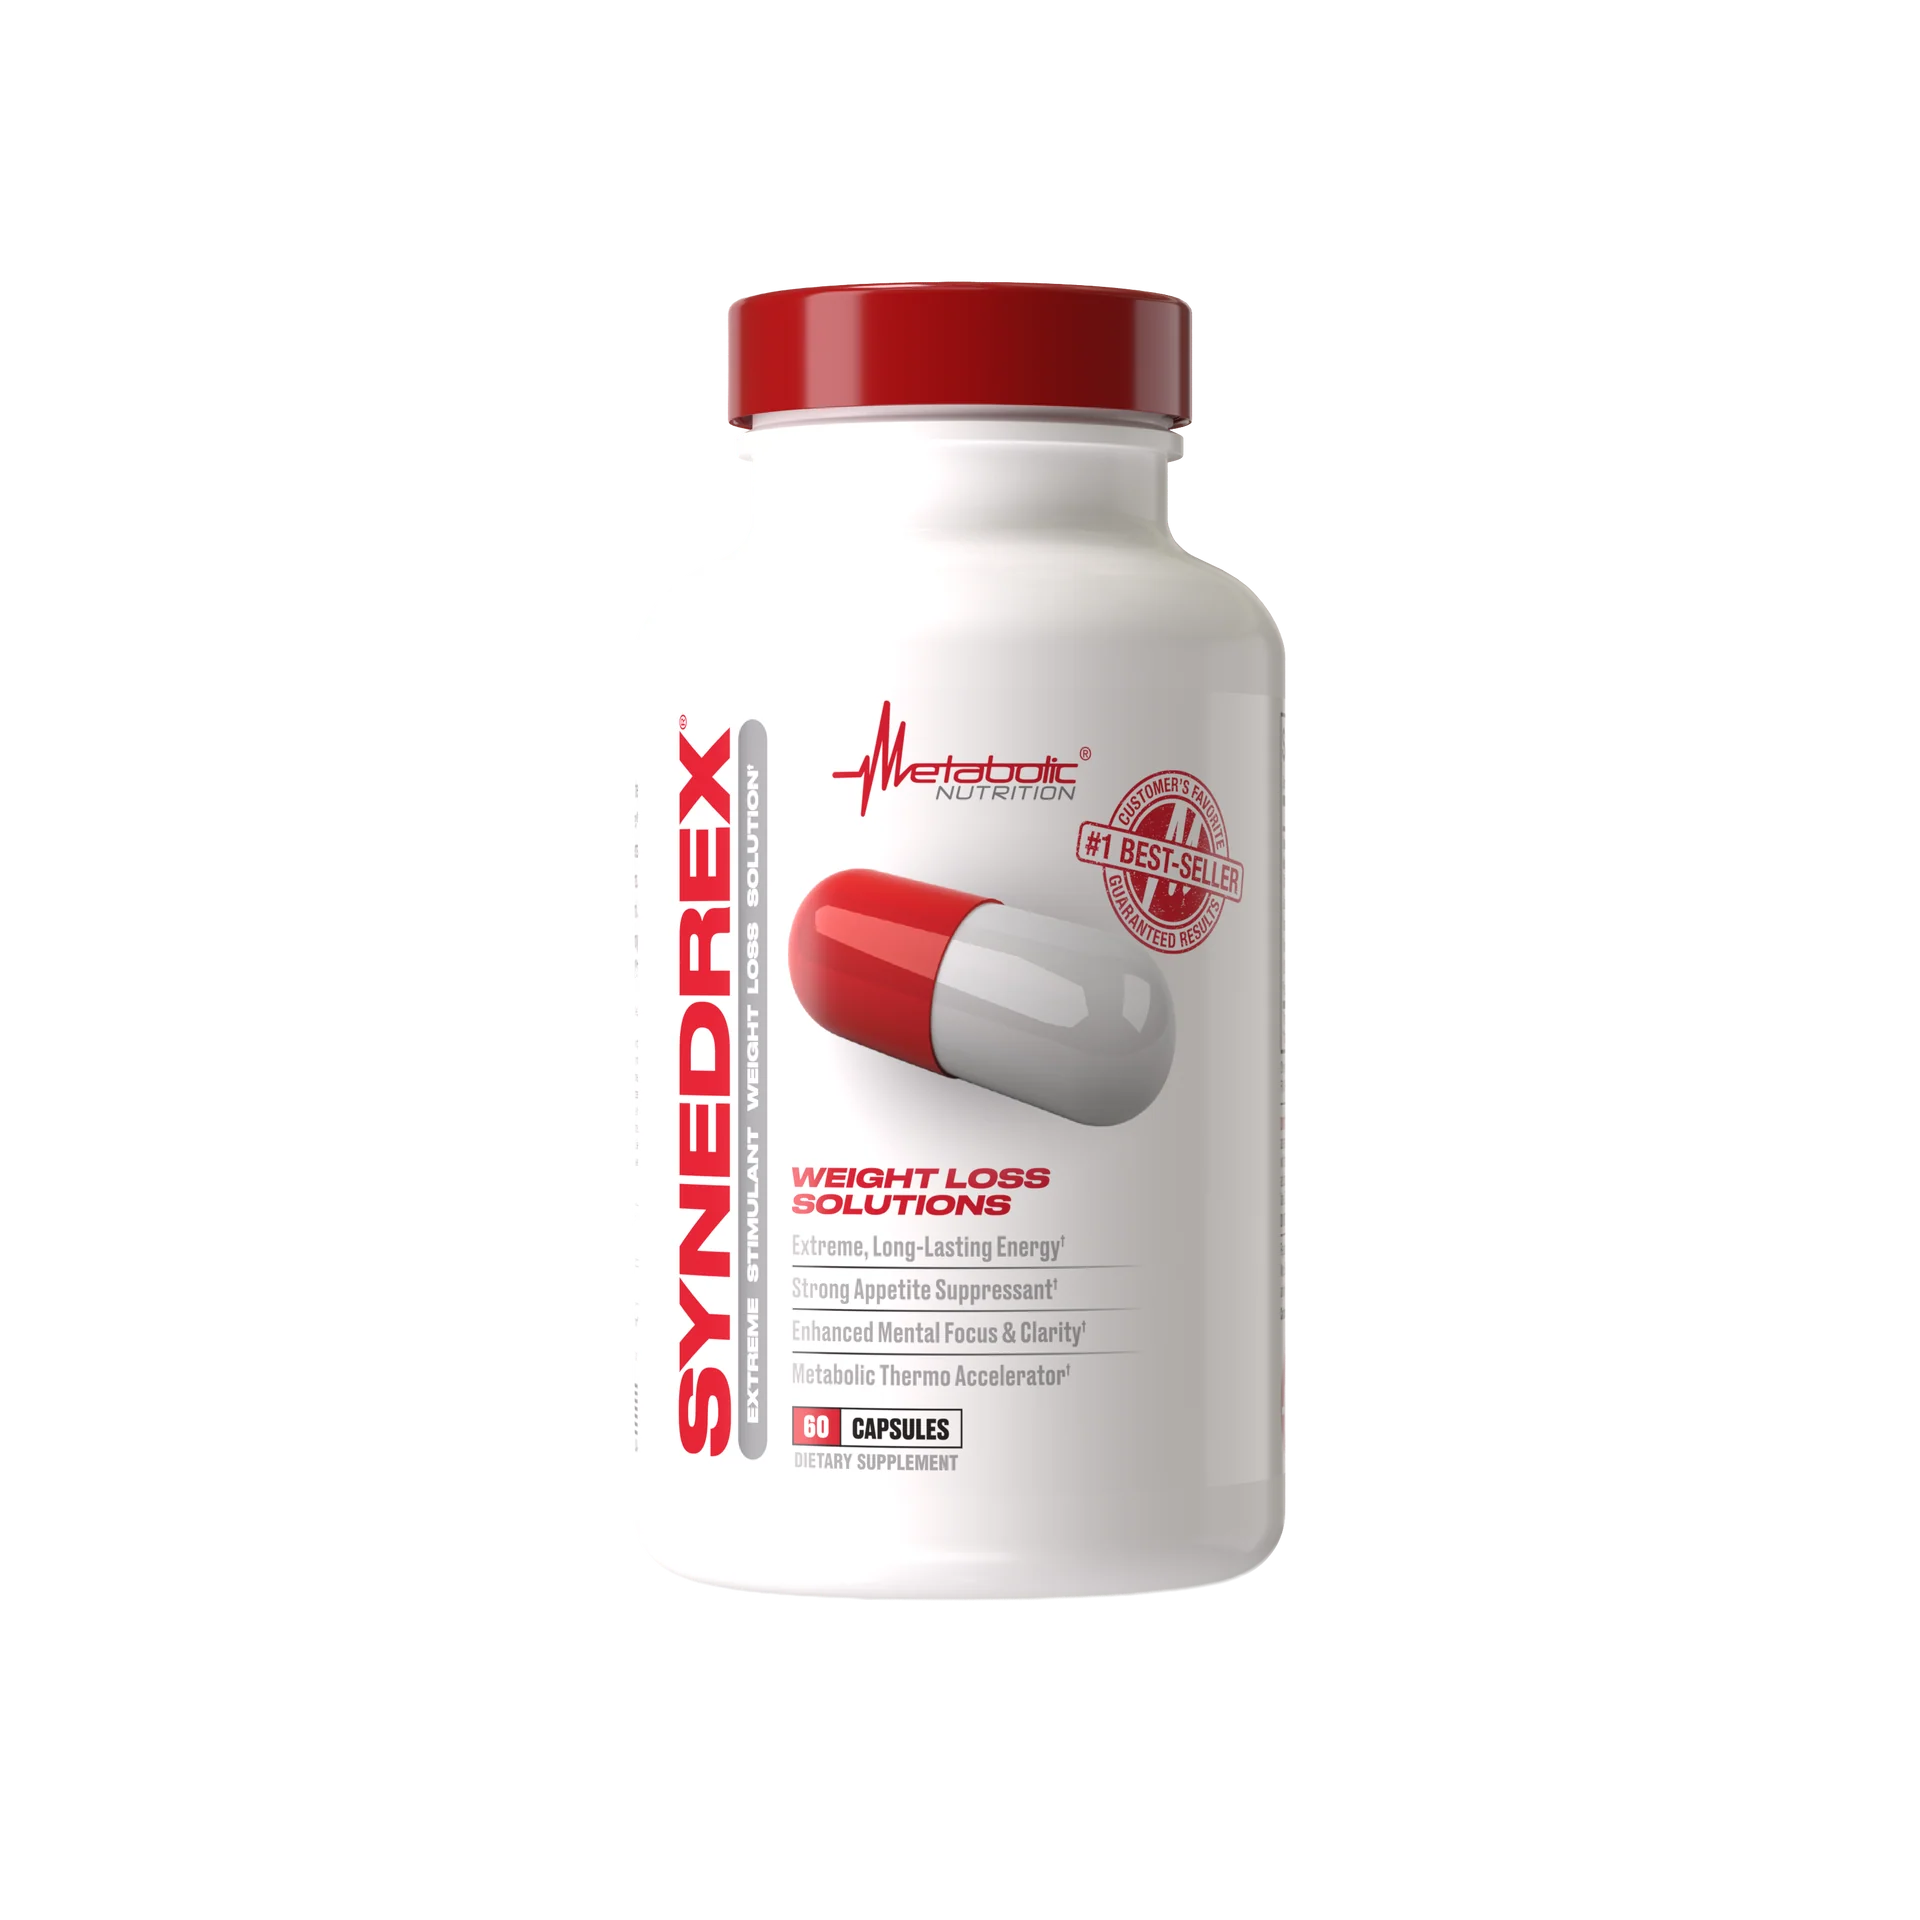 SYNEDREX®
EXTREME STIMULANT WEIGHT LOSS SOLUTION†
Metabolic®
NUTRITION
CUSTOMER'S FAVORITE
#1 BEST-SELLER
GUARANTEED RESULTS
WEIGHT LOSS
SOLUTIONS
Extreme, Long-Lasting Energy†
Strong Appetite Suppressant†
Enhanced Mental Focus & Clarity†
Metabolic Thermo Accelerator†
60 CAPSULES
DIETARY SUPPLEMENT